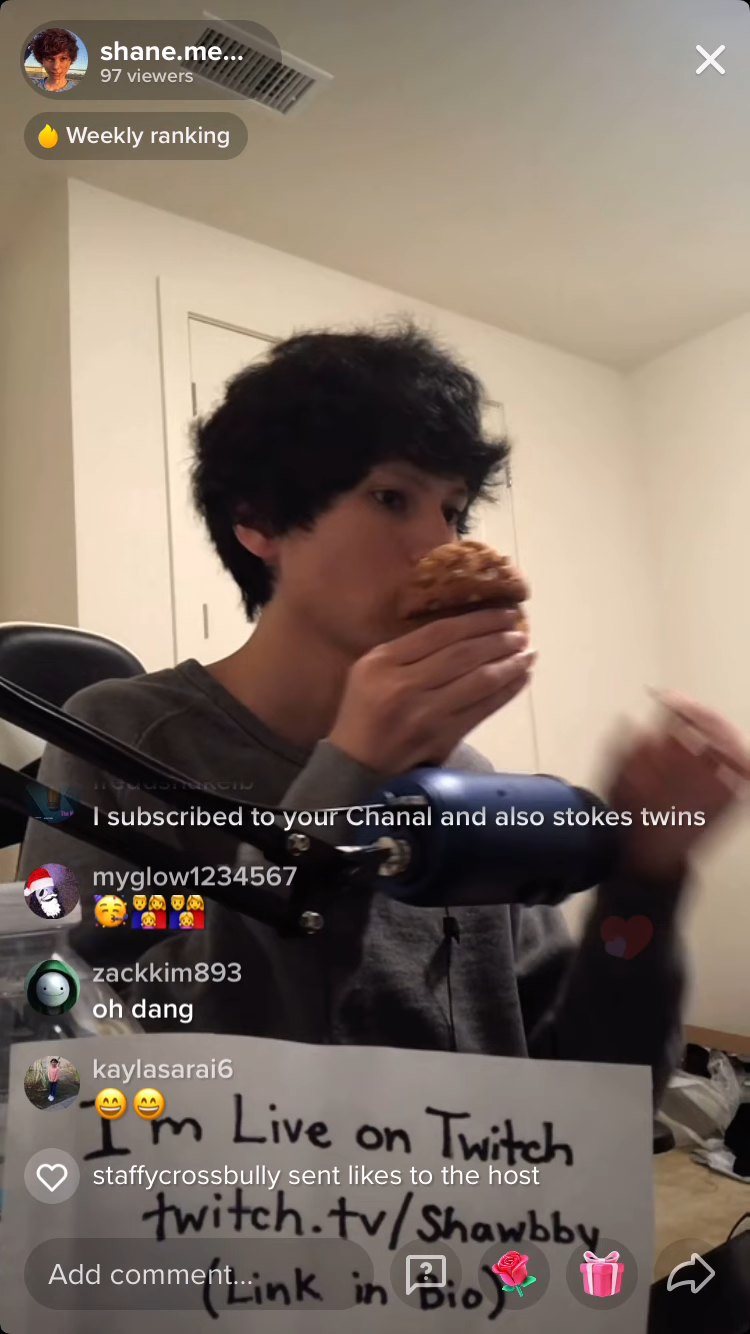 shane.me...
97 viewers
Weekly ranking
I subscribed to your Chanal and also stokes twins
myglow1234567
zackkim893
oh dang
kaylasarai6
I'm Live on Twitch
staffycrossbully sent likes to the host
twitch.tv/Shawbby
Add comment...
(Link in Bio)